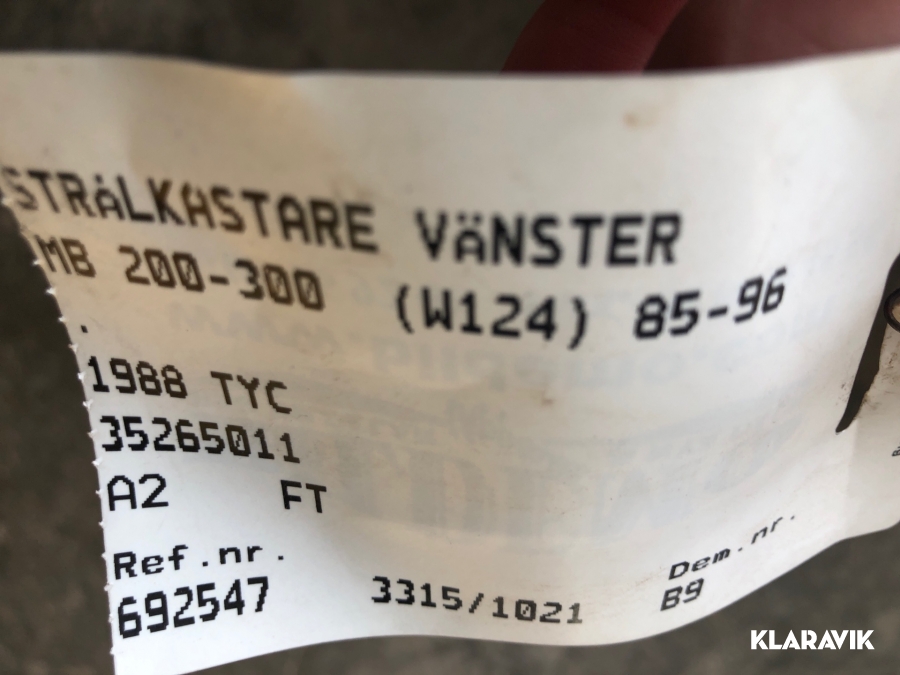 STRÅLKASTARE VÄNSTER
MB 200-300 (W124) 85-96
.
1988 TYC
35265011
A2 FT
Ref.nr. Dem.nr.
692547 3315/1021 B9
KLARAVIK